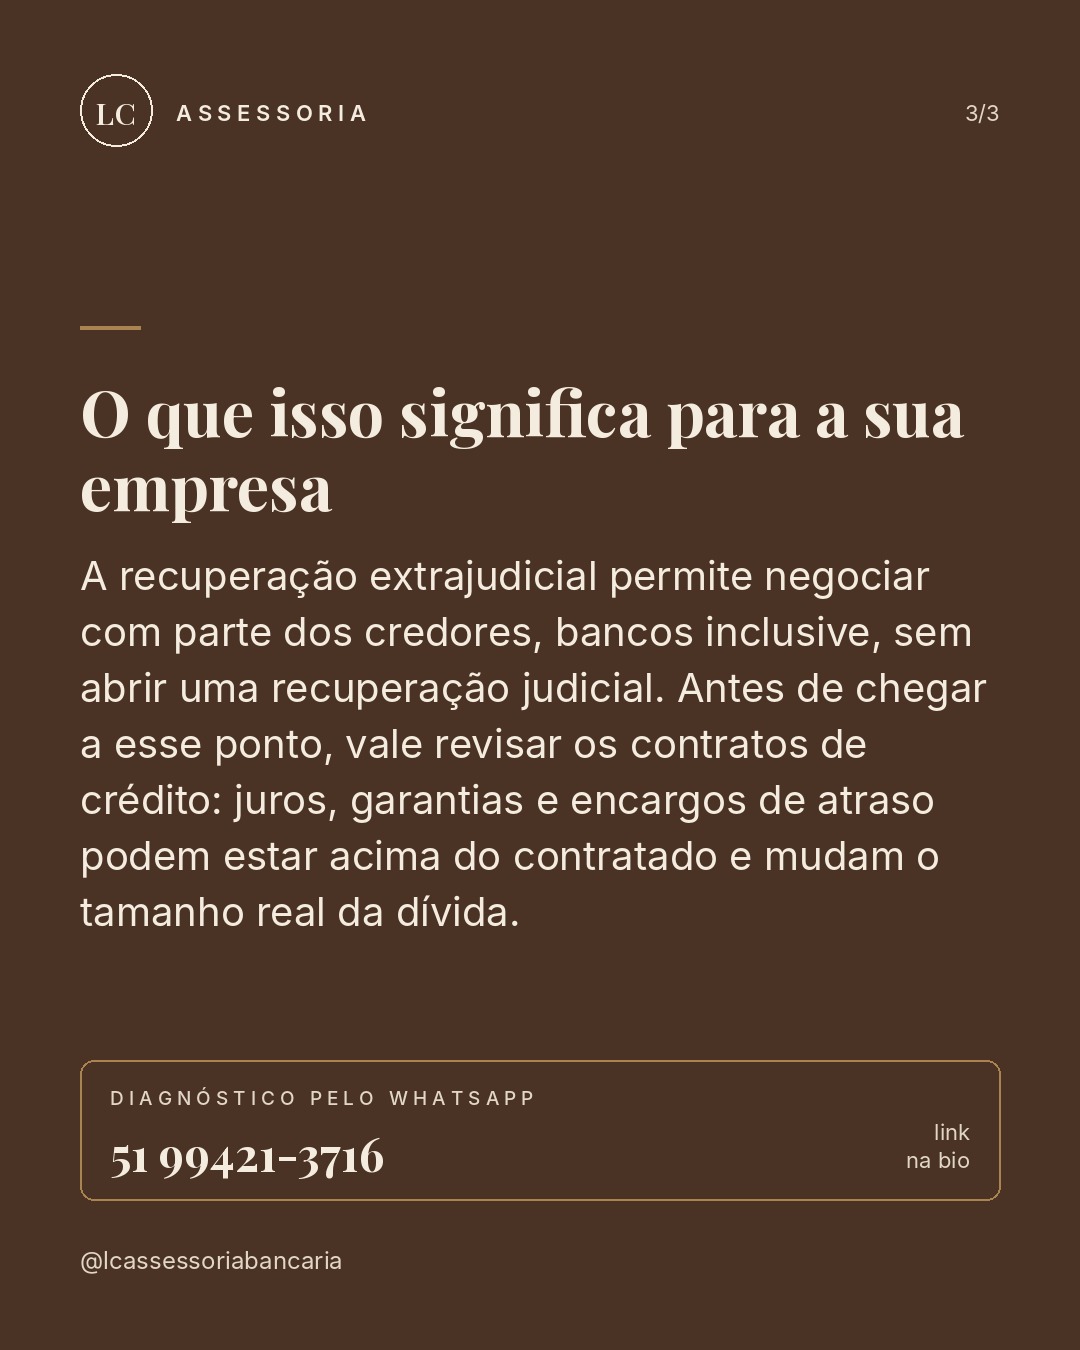 LC ASSESSORIA
3/3
O que isso significa para a sua
empresa
A recuperação extrajudicial permite negociar
com parte dos credores, bancos inclusive, sem
abrir uma recuperação judicial. Antes de chegar
a esse ponto, vale revisar os contratos de
crédito: juros, garantias e encargos de atraso
podem estar acima do contratado e mudam o
tamanho real da dívida.
DIAGNÓSTICO PELO WHATSAPP
51 99421-3716
link
na bio
@lcassessoriabancaria